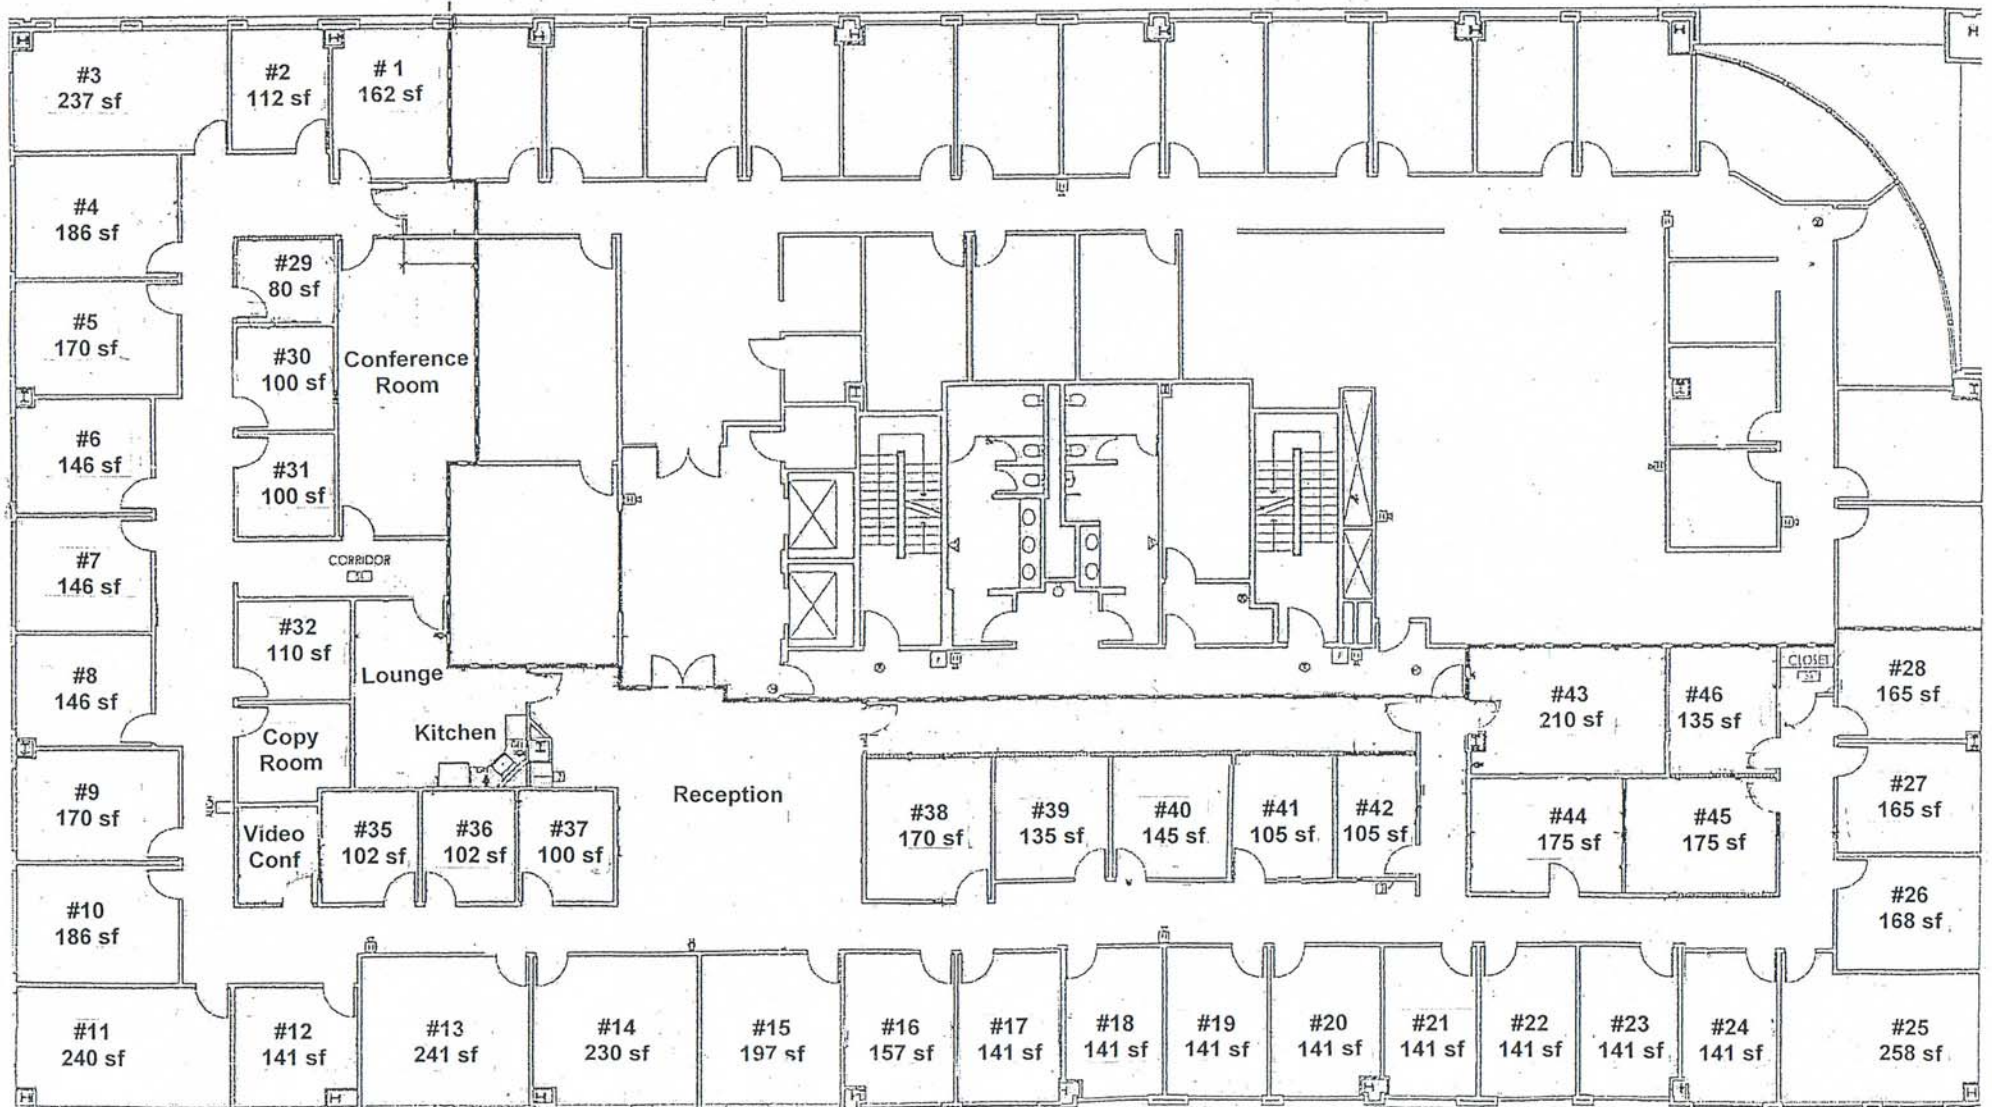 #3
237 sf
#2
112 sf
# 1
162 sf
#4
186 sf
#29
80 sf
#5
170 sf
#30
100 sf
Conference
Room
#6
146 sf
#31
100 sf
#7
146 sf
CORRIDOR
#32
110 sf
#8
146 sf
Lounge
Copy
Room
Kitchen
#9
170 sf
Video
Conf
#35
102 sf
#36
102 sf
#37
100 sf
Reception
#38
170 sf
#39
135 sf
#40
145 sf
#41
105 sf
#42
105 sf
#43
210 sf
#46
135 sf
CLOSET
#28
165 sf
#44
175 sf
#45
175 sf
#27
165 sf
#10
186 sf
#26
168 sf
#11
240 sf
#12
141 sf
#13
241 sf
#14
230 sf
#15
197 sf
#16
157 sf
#17
141 sf
#18
141 sf
#19
141 sf
#20
141 sf
#21
141 sf
#22
141 sf
#23
141 sf
#24
141 sf
#25
258 sf